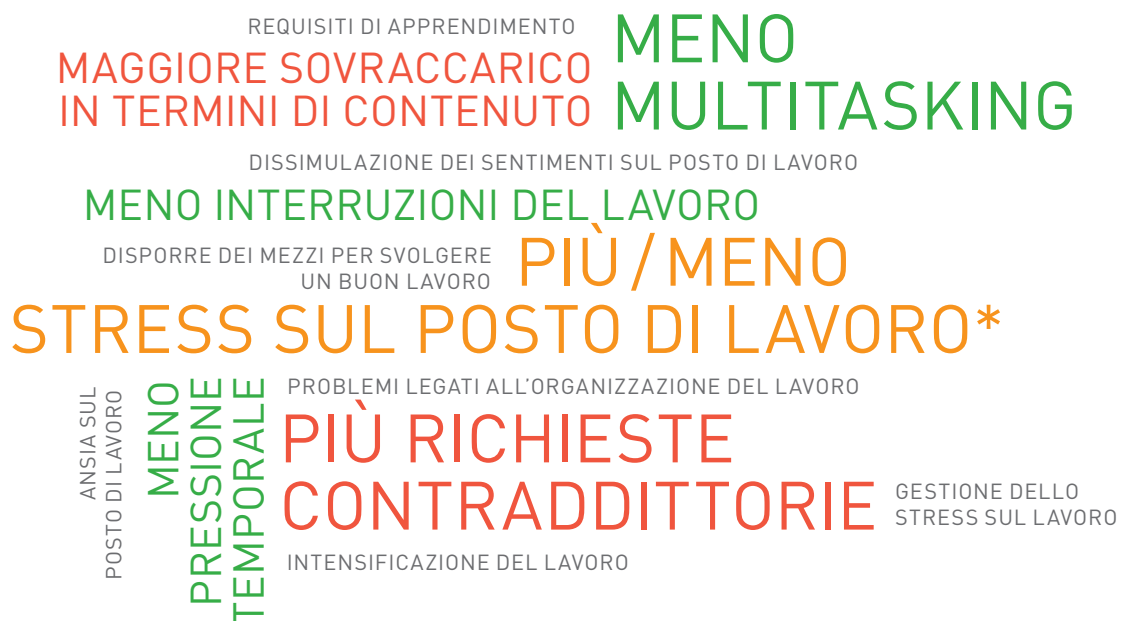 REQUISITI DI APPRENDIMENTO
MAGGIORE SOVRACCARICO
IN TERMINI DI CONTENUTO
MENO
MULTITASKING
DISSIMULAZIONE DEI SENTIMENTI SUL POSTO DI LAVORO
MENO INTERRUZIONI DEL LAVORO
DISPORRE DEI MEZZI PER SVOLGERE
UN BUON LAVORO
PIÙ / MENO
STRESS SUL POSTO DI LAVORO*
ANSIA SUL
POSTO DI LAVORO
MENO
PRESSIONE
TEMPORALE
PROBLEMI LEGATI ALL'ORGANIZZAZIONE DEL LAVORO
PIÙ RICHIESTE
CONTRADDITTORIE
GESTIONE DELLO
STRESS SUL LAVORO
INTENSIFICAZIONE DEL LAVORO